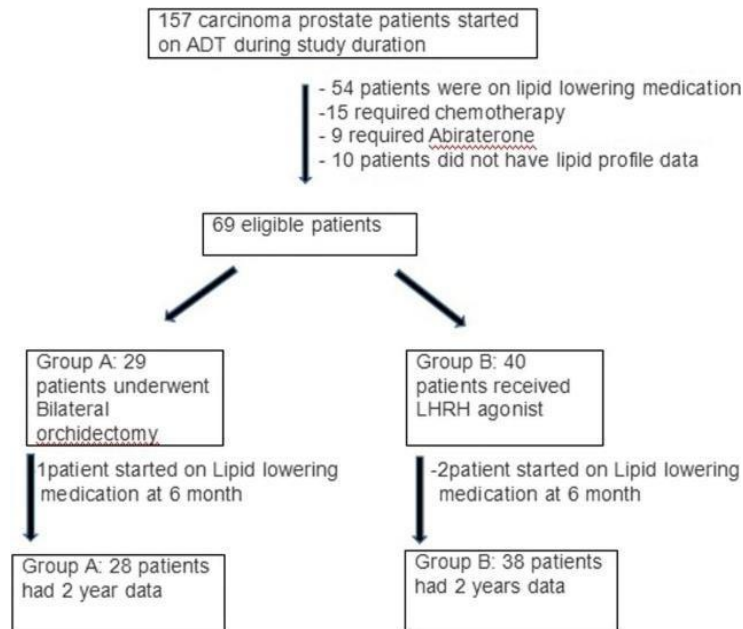 157 carcinoma prostate patients started
on ADT during study duration
- 54 patients were on lipid lowering medication
-15 required chemotherapy
- 9 required Abiraterone
- 10 patients did not have lipid profile data
69 eligible patients
Group A: 29
patients underwent
Bilateral
orchidectomy
Group B: 40
patients received
LHRH agonist
1patient started on Lipid lowering
medication at 6 month
-2patient started on Lipid lowering
medication at 6 month
Group A: 28 patients
had 2 year data
Group B: 38 patients
had 2 years data